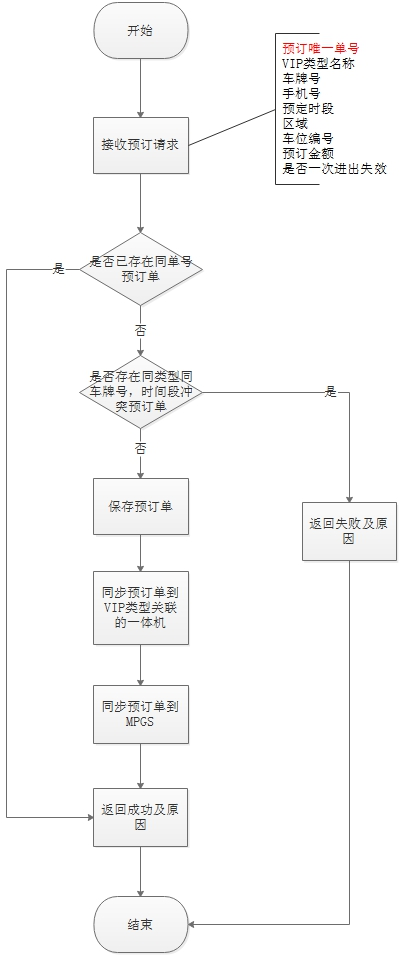 开始
预订唯一单号
VIP类型名称
车牌号
手机号
预定时段
区域
车位编号
预订金额
是否一次进出失效
接收预订请求
是否已存在同单号
预订单
是
否
是否存在同类型同
车牌号，时间段冲
突预订单
是
否
保存预订单
返回失败及原
因
同步预订单到
VIP类型关联
的一体机
同步预订单到
MPGS
返回成功及原
因
结束